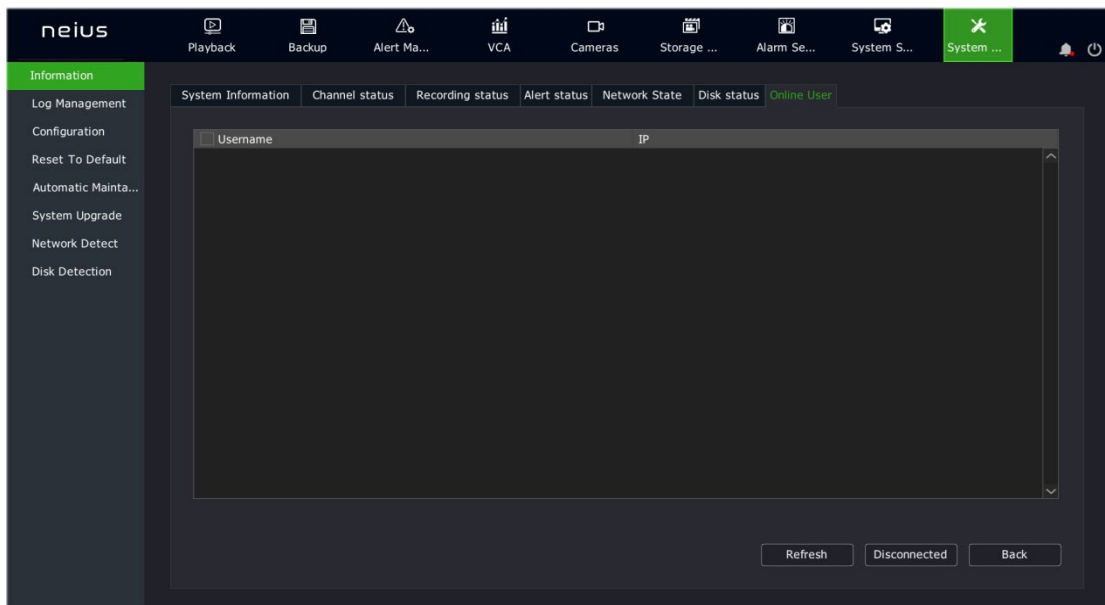 neius
Playback Backup Alert Ma... VCA Cameras Storage ... Alarm Se... System S... System ...
Information
Log Management
Configuration
Reset To Default
Automatic Mainta...
System Upgrade
Network Detect
Disk Detection
System Information Channel status Recording status Alert status Network State Disk status Online User
Username IP
Refresh Disconnected Back